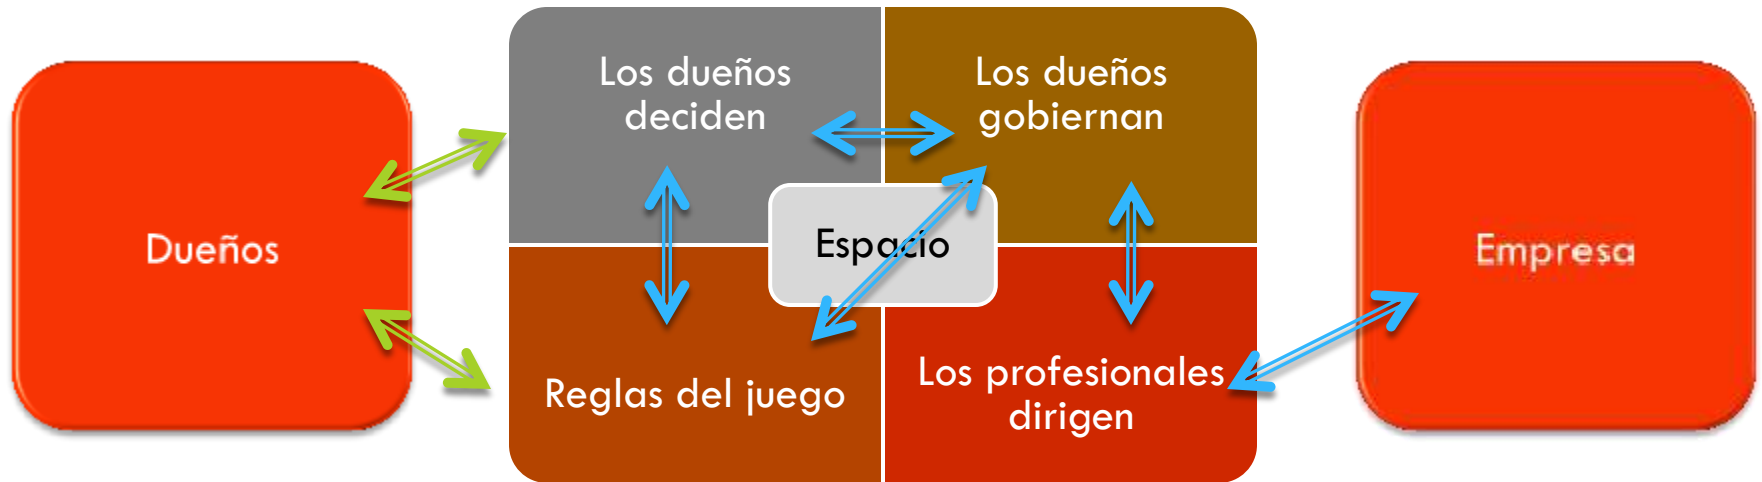 Dueños
Los dueños
deciden
Los dueños
gobiernan
Espacio
Reglas del juego
Los profesionales
dirigen
Empresa